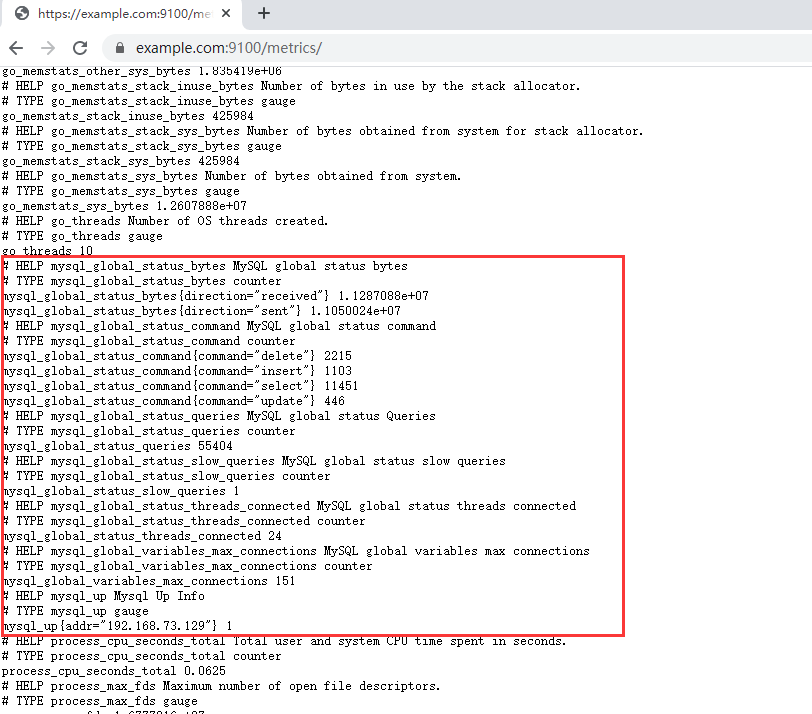 https://example.com:9100/me
example.com:9100/metrics/
go_memstats_other_sys_bytes 1.835419e+06
# HELP go_memstats_stack_inuse_bytes Number of bytes in use by the stack allocator.
# TYPE go_memstats_stack_inuse_bytes gauge
go_memstats_stack_inuse_bytes 425984
# HELP go_memstats_stack_sys_bytes Number of bytes obtained from system for stack allocator.
# TYPE go_memstats_stack_sys_bytes gauge
go_memstats_stack_sys_bytes 425984
# HELP go_memstats_sys_bytes Number of bytes obtained from system.
# TYPE go_memstats_sys_bytes gauge
go_memstats_sys_bytes 1.2607888e+07
# HELP go_threads Number of OS threads created.
# TYPE go_threads gauge
go_threads 10
# HELP mysql_global_status_bytes MySQL global status bytes
# TYPE mysql_global_status_bytes counter
mysql_global_status_bytes{direction="received"} 1.1287088e+07
mysql_global_status_bytes{direction="sent"} 1.1050024e+07
# HELP mysql_global_status_command MySQL global status command
# TYPE mysql_global_status_command counter
mysql_global_status_command{command="delete"} 2215
mysql_global_status_command{command="insert"} 1103
mysql_global_status_command{command="select"} 11451
mysql_global_status_command{command="update"} 446
# HELP mysql_global_status_queries MySQL global status Queries
# TYPE mysql_global_status_queries counter
mysql_global_status_queries 55404
# HELP mysql_global_status_slow_queries MySQL global status slow queries
# TYPE mysql_global_status_slow_queries counter
mysql_global_status_slow_queries 1
# HELP mysql_global_status_threads_connected MySQL global status threads connected
# TYPE mysql_global_status_threads_connected counter
mysql_global_status_threads_connected 24
# HELP mysql_global_variables_max_connections MySQL global variables max connections
# TYPE mysql_global_variables_max_connections counter
mysql_global_variables_max_connections 151
# HELP mysql_up Mysql Up Info
# TYPE mysql_up gauge
mysql_up{addr="192.168.73.129"} 1
# HELP process_cpu_seconds_total Total user and system CPU time spent in seconds.
# TYPE process_cpu_seconds_total counter
process_cpu_seconds_total 0.0625
# HELP process_max_fds Maximum number of open file descriptors.
# TYPE process_max_fds gauge